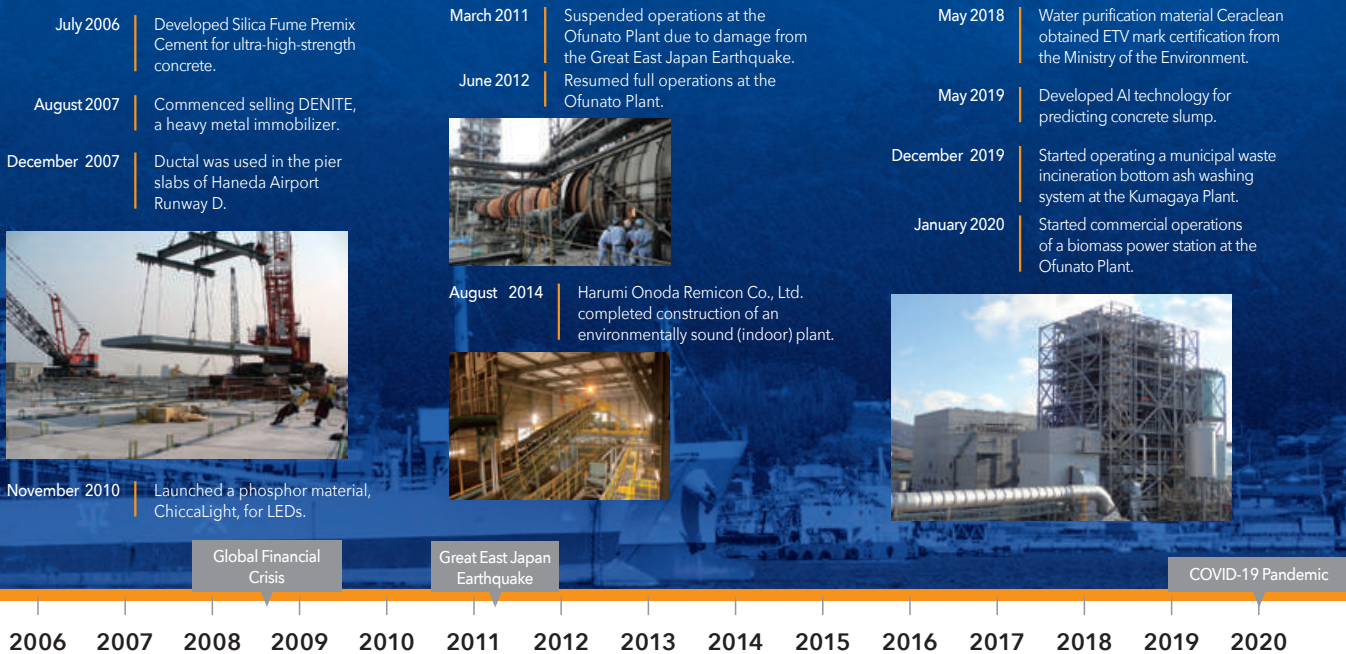 July 2006
Developed Silica Fume Premix
Cement for ultra-high-strength
concrete.
August 2007
Commenced selling DENITE,
a heavy metal immobilizer.
December 2007
Ductal was used in the pier
slabs of Haneda Airport
Runway D.
November 2010
Launched a phosphor material,
ChiccaLight, for LEDs.
March 2011
Suspended operations at the
Ofunato Plant due to damage from
the Great East Japan Earthquake.
June 2012
Resumed full operations at the
Ofunato Plant.
August 2014
Harumi Onoda Remicon Co., Ltd.
completed construction of an
environmentally sound (indoor) plant.
May 2018
Water purification material Ceraclean
obtained ETV mark certification from
the Ministry of the Environment.
May 2019
Developed AI technology for
predicting concrete slump.
December 2019
Started operating a municipal waste
incineration bottom ash washing
system at the Kumagaya Plant.
January 2020
Started commercial operations
of a biomass power station at the
Ofunato Plant.
Global Financial
Crisis
Great East Japan
Earthquake
COVID-19 Pandemic
2006 2007 2008 2009 2010 2011 2012 2013 2014 2015 2016 2017 2018 2019 2020